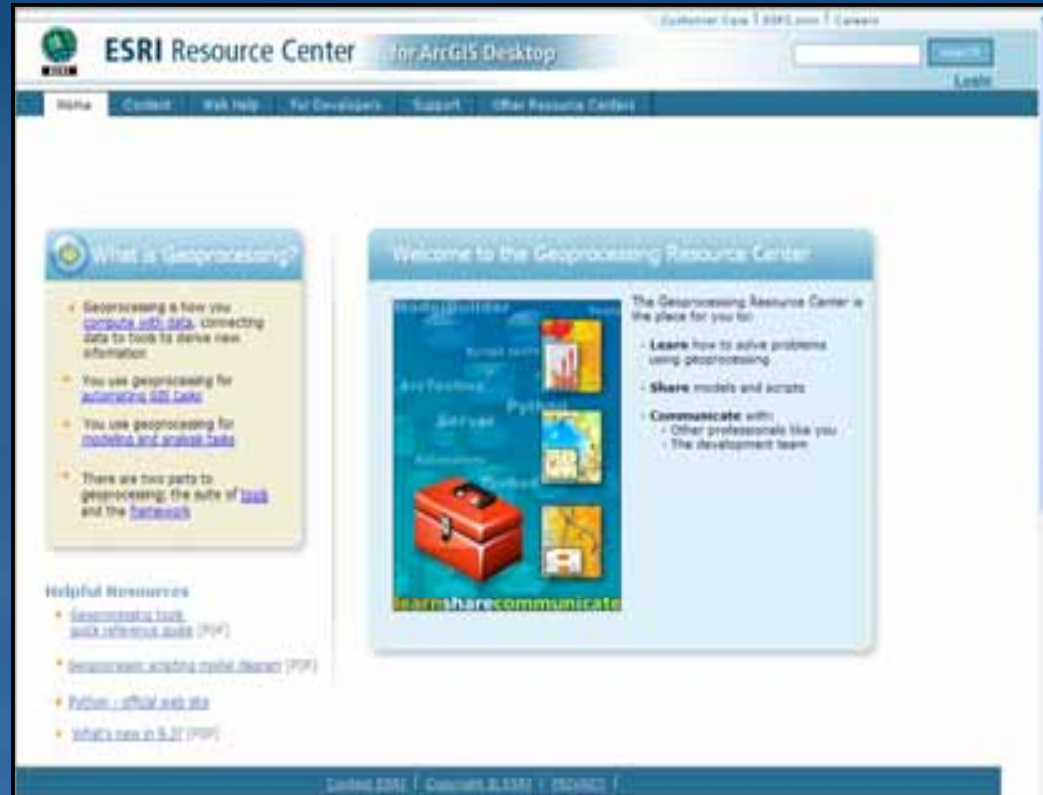 Customer Care | ESRI.com | Careers
ESRI Resource Center for ArcGIS Desktop
Search
Login
Home Content Web Help For Developers Support Other Resource Centers
What is Geoprocessing?
Geoprocessing is how you
compute with data, connecting
data to tools to derive new
information
You use geoprocessing for
automating GIS tasks
You use geoprocessing for
modeling and analysis tasks
There are two parts to
geoprocessing; the suite of tools
and the framework
Helpful Resources
Geoprocessing tools
quick reference guide [PDF]
Geoprocessing scripting model diagram [PDF]
Python - official web site
What's new in 9.3? [PDF]
Welcome to the Geoprocessing Resource Center
ModelBuilder
Script
ArcToolbox
Python
Server
learnsharecommunicate
The Geoprocessing Resource Center is
the place for you to:
- Learn how to solve problems
using geoprocessing
- Share models and scripts
- Communicate with:
- Other professionals like you
- The development team
Contact ESRI | Copyright © ESRI | PRIVACY |